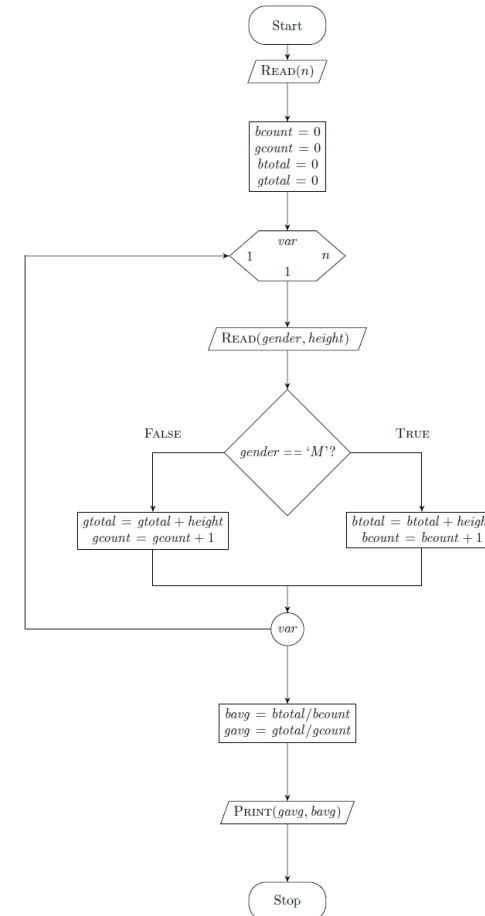 Start
READ(n)
bcount = 0
gcount = 0
btotal = 0
gtotal = 0
var
1 n
1
READ(gender, height)
FALSE
TRUE
gender == ‘M’?
gtotal = gtotal + height
gcount = gcount + 1
btotal = btotal + heigh
bcount = bcount + 1
var
bavg = btotal/bcount
gavg = gtotal/gcount
PRINT(gavg, bavg)
Stop